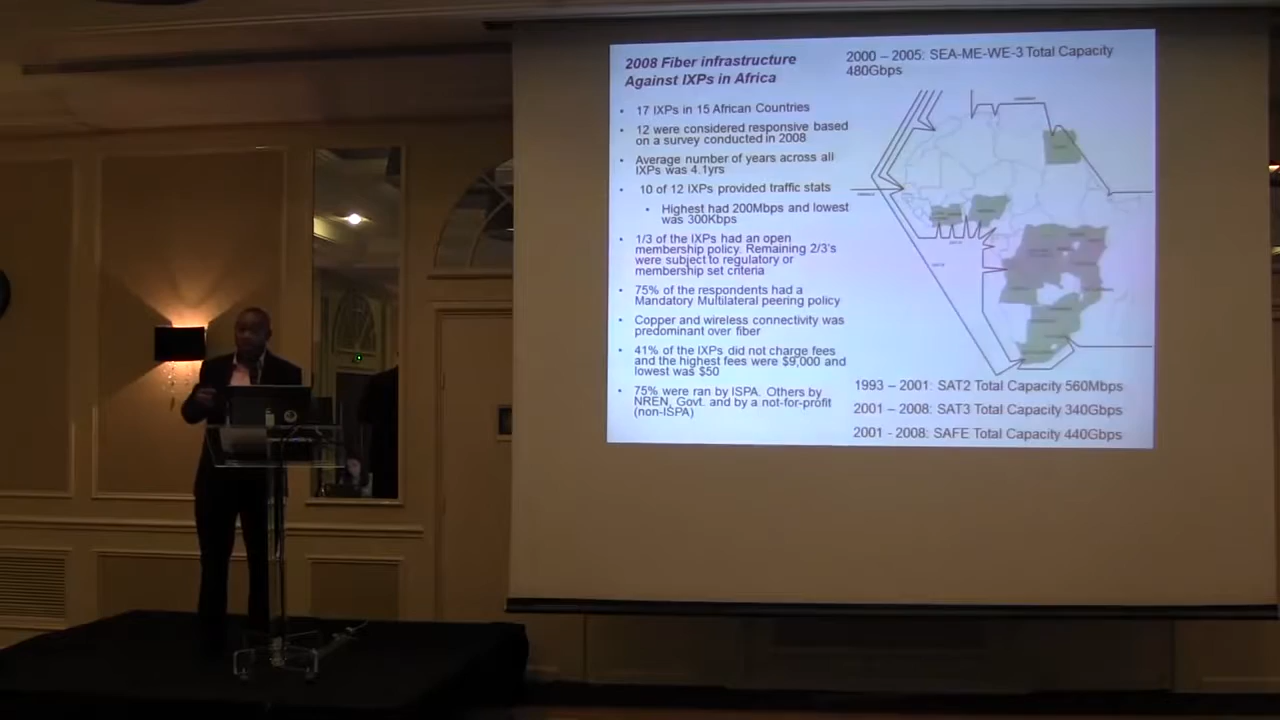 2008 Fiber infrastructure
Against IXPs in Africa
• 17 IXPs in 15 African Countries
• 12 were considered responsive based
on a survey conducted in 2008
• Average number of years across all
IXPs was 4.1yrs
• 10 of 12 IXPs provided traffic stats
• Highest had 200Mbps and lowest
was 300Kbps
• 1/3 of the IXPs had an open
membership policy. Remaining 2/3's
were subject to regulatory or
membership set criteria
• 75% of the respondents had a
Mandatory Multilateral peering policy
• Copper and wireless connectivity was
predominant over fiber
• 41% of the IXPs did not charge fees
and the highest fees were $9,000 and
lowest was $50
• 75% were ran by ISPA. Others by
NREN, Govt. and by a not-for-profit
(non-ISPA)
2000 – 2005: SEA-ME-WE-3 Total Capacity
480Gbps
1993 – 2001: SAT2 Total Capacity 560Mbps
2001 – 2008: SAT3 Total Capacity 340Gbps
2001 - 2008: SAFE Total Capacity 440Gbps